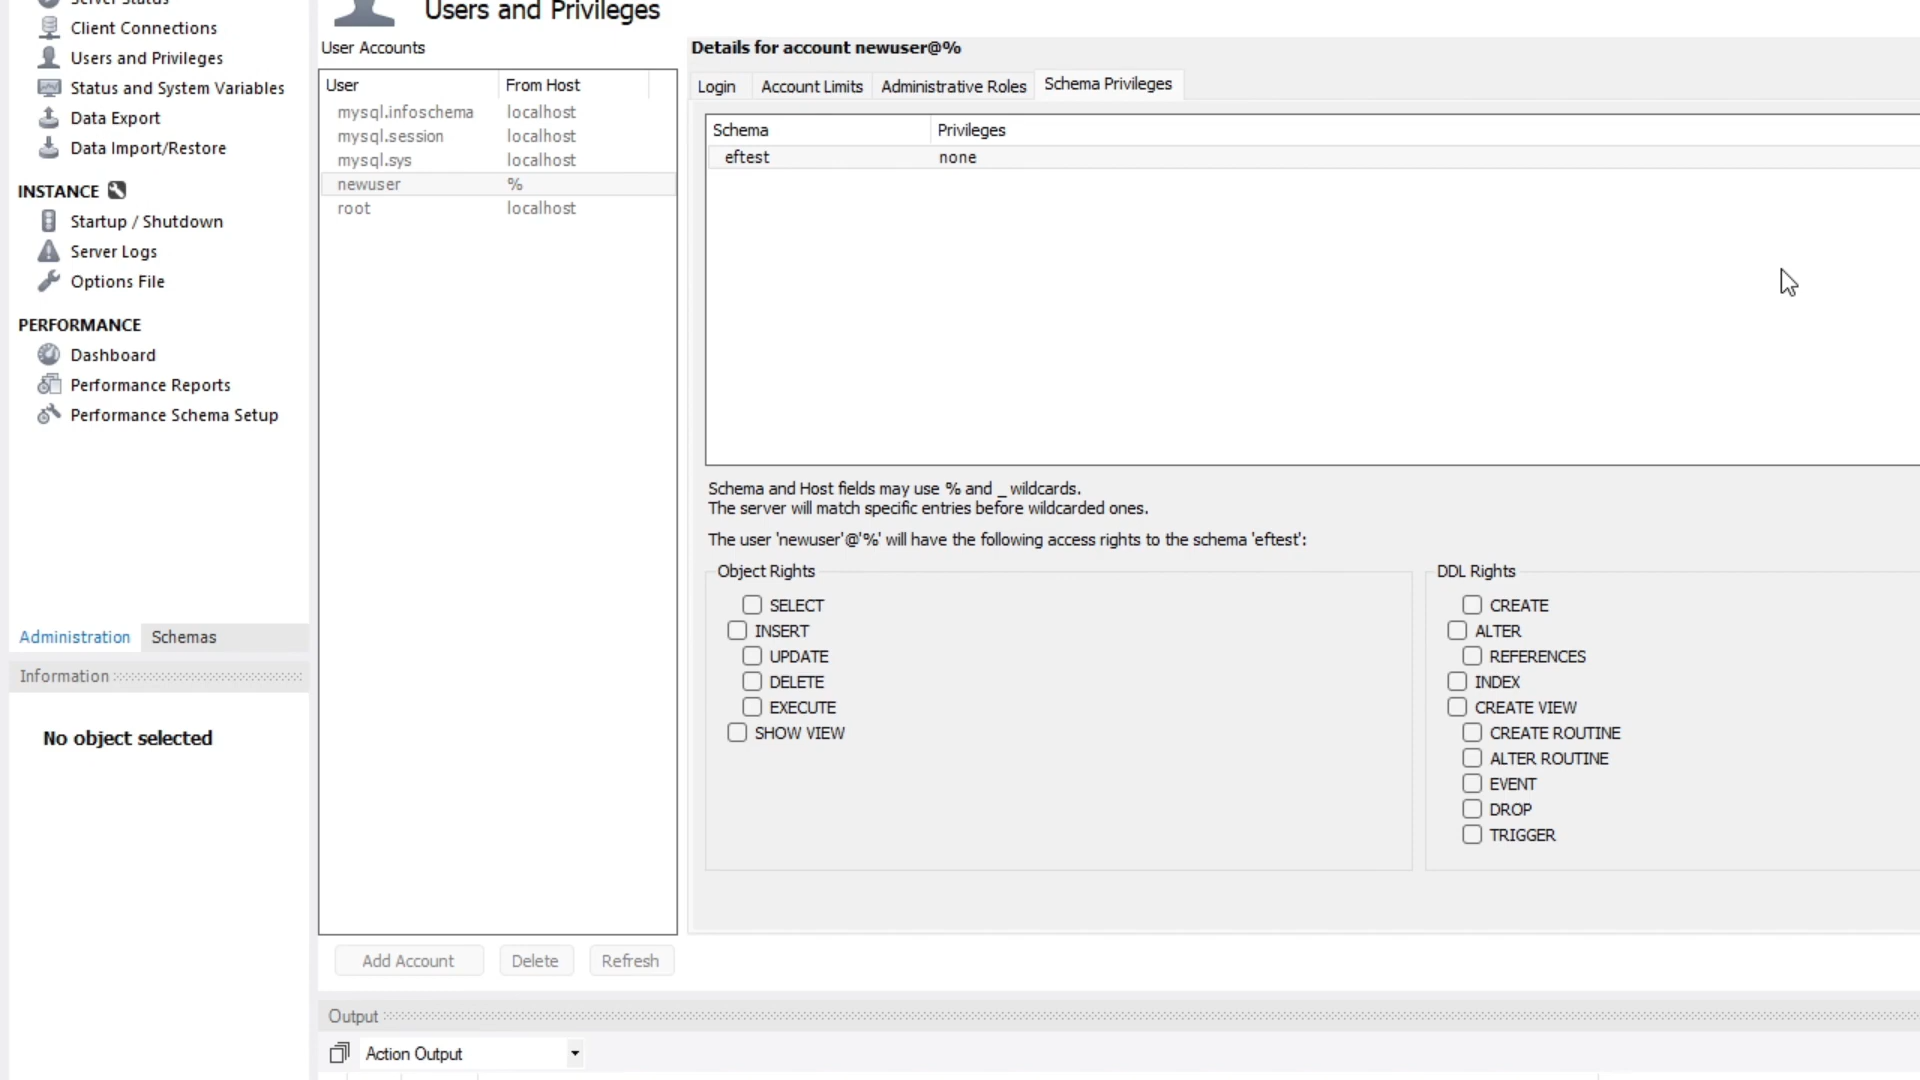 Server Status
Client Connections
Users and Privileges
Status and System Variables
Data Export
Data Import/Restore
INSTANCE
Startup / Shutdown
Server Logs
Options File
PERFORMANCE
Dashboard
Performance Reports
Performance Schema Setup
Administration Schemas
Information
No object selected
Users and Privileges
User Accounts
User From Host
mysql.infoschema localhost
mysql.session localhost
mysql.sys localhost
newuser %
root localhost
Add Account Delete Refresh
Details for account newuser@%
Login Account Limits Administrative Roles Schema Privileges
Schema Privileges
eftest none
Schema and Host fields may use % and _ wildcards.
The server will match specific entries before wildcarded ones.
The user 'newuser'@'%' will have the following access rights to the schema 'eftest':
Object Rights
SELECT
INSERT
UPDATE
DELETE
EXECUTE
SHOW VIEW
DDL Rights
CREATE
ALTER
REFERENCES
INDEX
CREATE VIEW
CREATE ROUTINE
ALTER ROUTINE
EVENT
DROP
TRIGGER
Output
Action Output